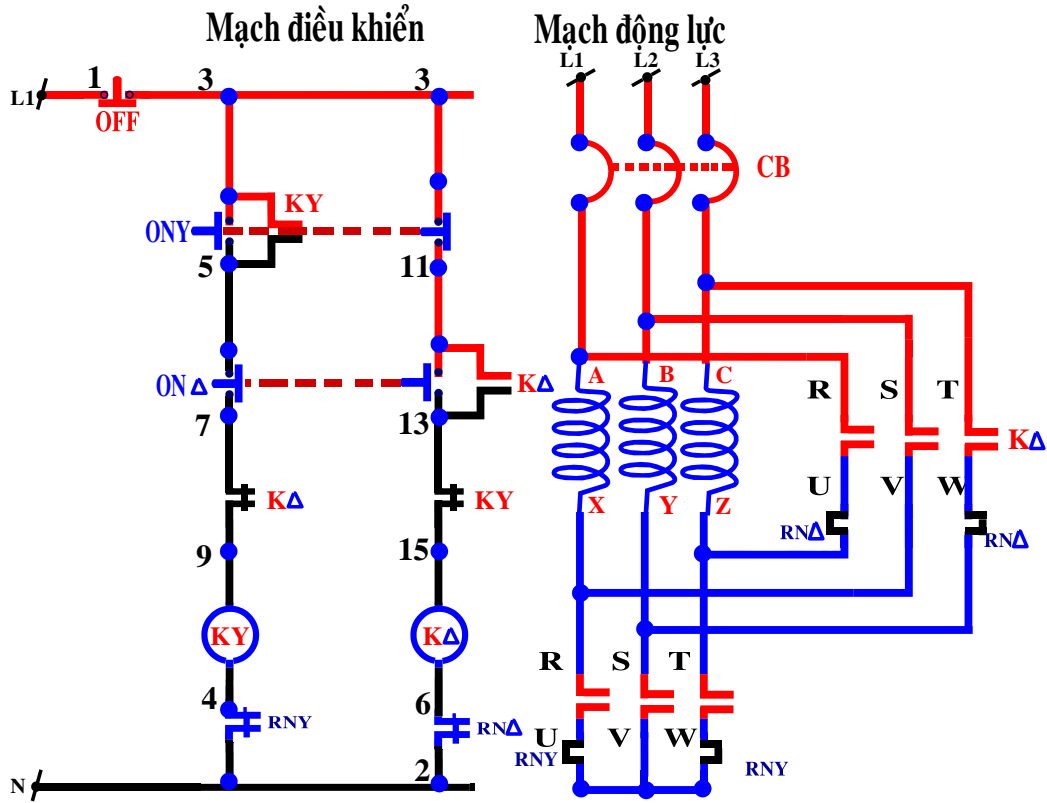 Mạch điều khiển
Mạch động lực
L1 L2 L3
L1 1 3 3
OFF
CB
KY
ONY
5 11
ON Δ
KΔ
7 13
A B C
R S T
KΔ
KΔ KY
X Y Z
U V W
RNΔ RNΔ
9 15
KY KΔ
R S T
4 6
RNY RNΔ
U V W
RNY RNY
N 2